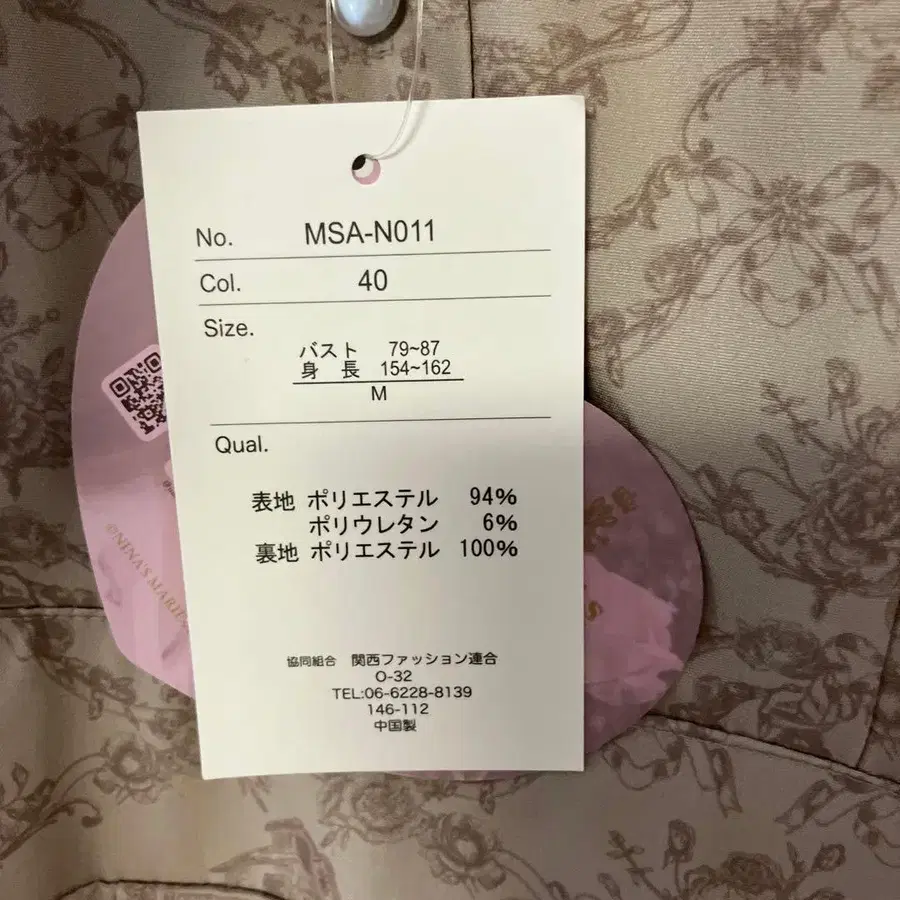 No. MSA-N011
Col. 40
Size.
バスト 79~87
身 長 154~162
M
Qual.
表地 ポリエステル 94%
ポリウレタン 6%
裏地 ポリエステル 100%
協同組合 関西ファッション連合
O-32
TEL:06-6228-8139
146-112
中国製
©NINA'S MARIE